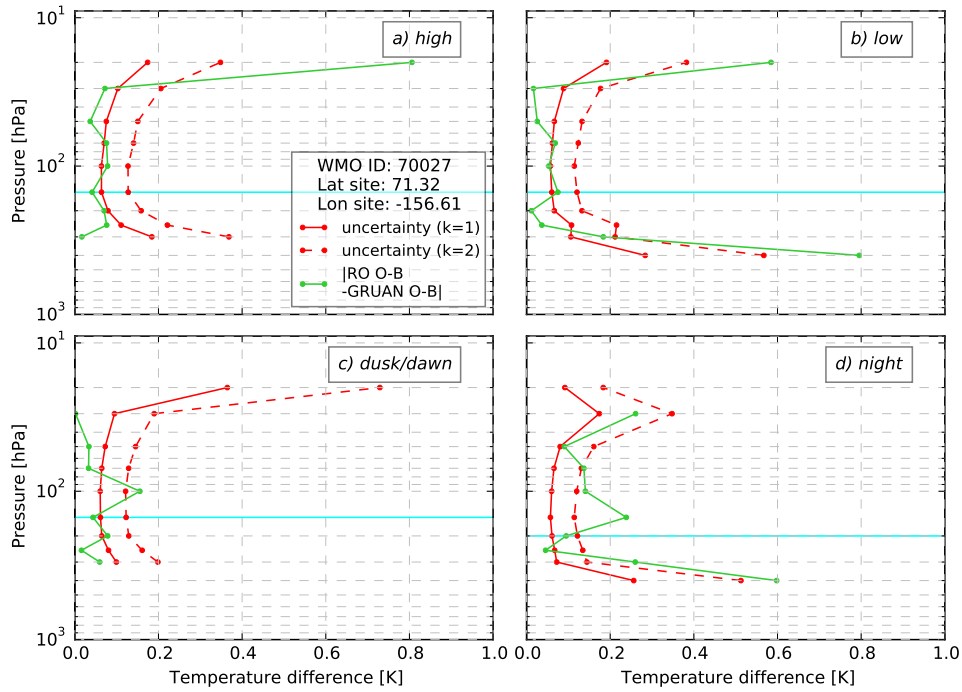 10¹
a) high
b) low
Pressure [hPa]
10²
WMO ID: 70027
Lat site: 71.32
Lon site: -156.61
uncertainty (k=1)
uncertainty (k=2)
|RO O-B
-GRUAN O-B|
10³
10¹
c) dusk/dawn
d) night
Pressure [hPa]
10²
10³
0.0 0.2 0.4 0.6 0.8 1.0 0.0 0.2 0.4 0.6 0.8 1.0
Temperature difference [K] Temperature difference [K]